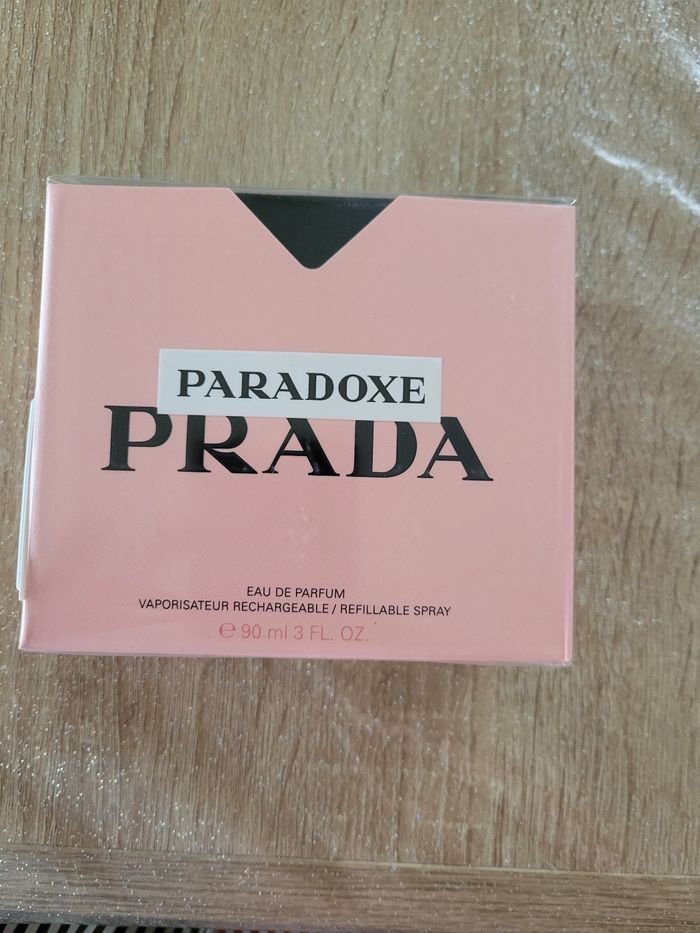 PARADOXE
PRADA
EAU DE PARFUM
VAPORISATEUR RECHARGEABLE / REFILLABLE SPRAY
℮ 90 ml 3 FL. OZ.